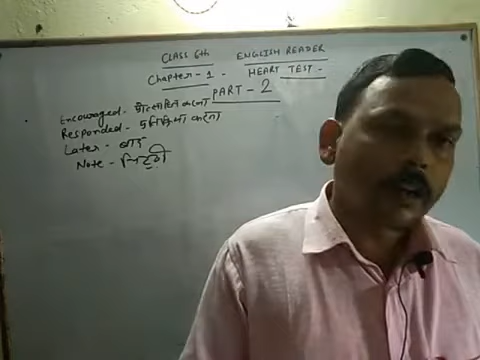 CLASS 6th ENGLISH READER
Chapter - 1 - HEART TEST -
PART - 2
Encouraged - प्रोत्साहित करना
Responded - प्रतिक्रिया करना
Later - बाद
Note - चिट्ठी